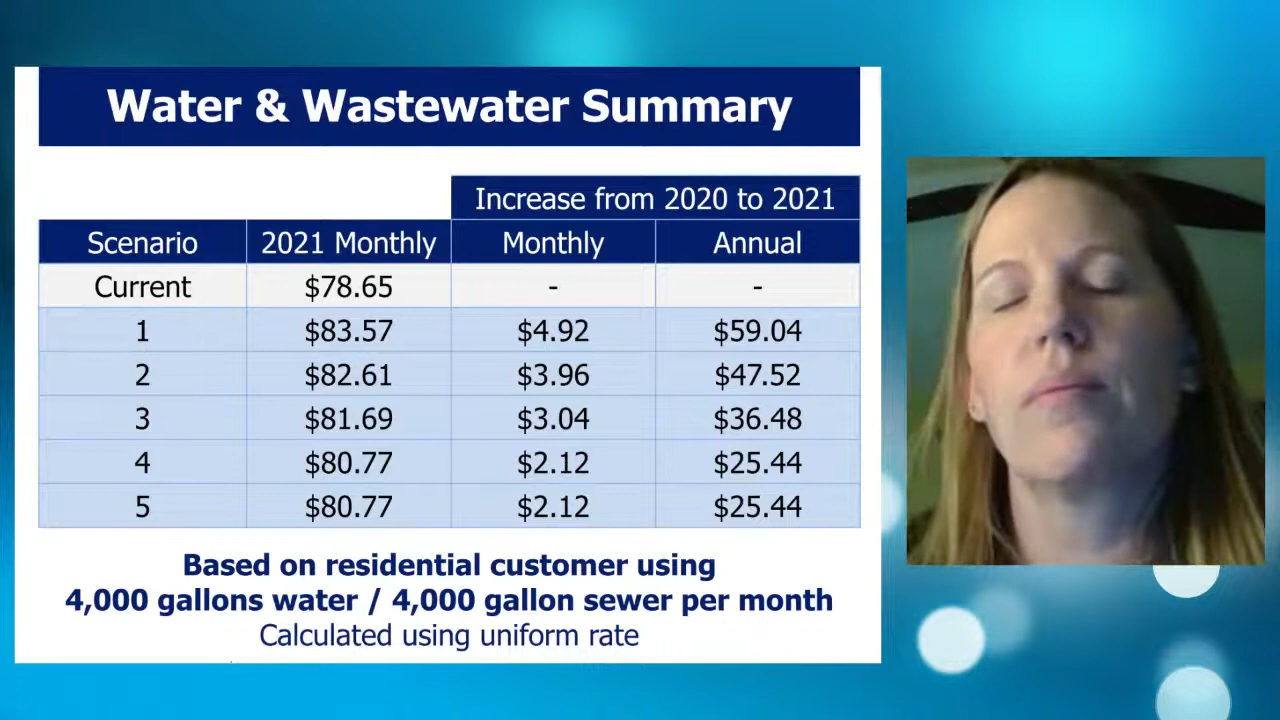 Water & Wastewater Summary
Increase from 2020 to 2021
Scenario 2021 Monthly Monthly Annual
Current $78.65 - -
1 $83.57 $4.92 $59.04
2 $82.61 $3.96 $47.52
3 $81.69 $3.04 $36.48
4 $80.77 $2.12 $25.44
5 $80.77 $2.12 $25.44
Based on residential customer using
4,000 gallons water / 4,000 gallon sewer per month
Calculated using uniform rate